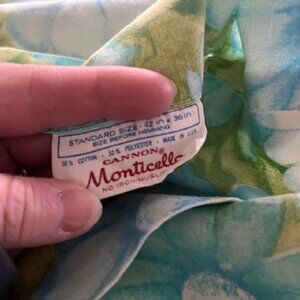 STANDARD SIZE - 42 in x 36 in
SIZE BEFORE HEMMING
50% COTTON · 50% POLYESTER · MADE IN U.S.A.
CANNON®
Monticello
NO IRON-MUSLIN